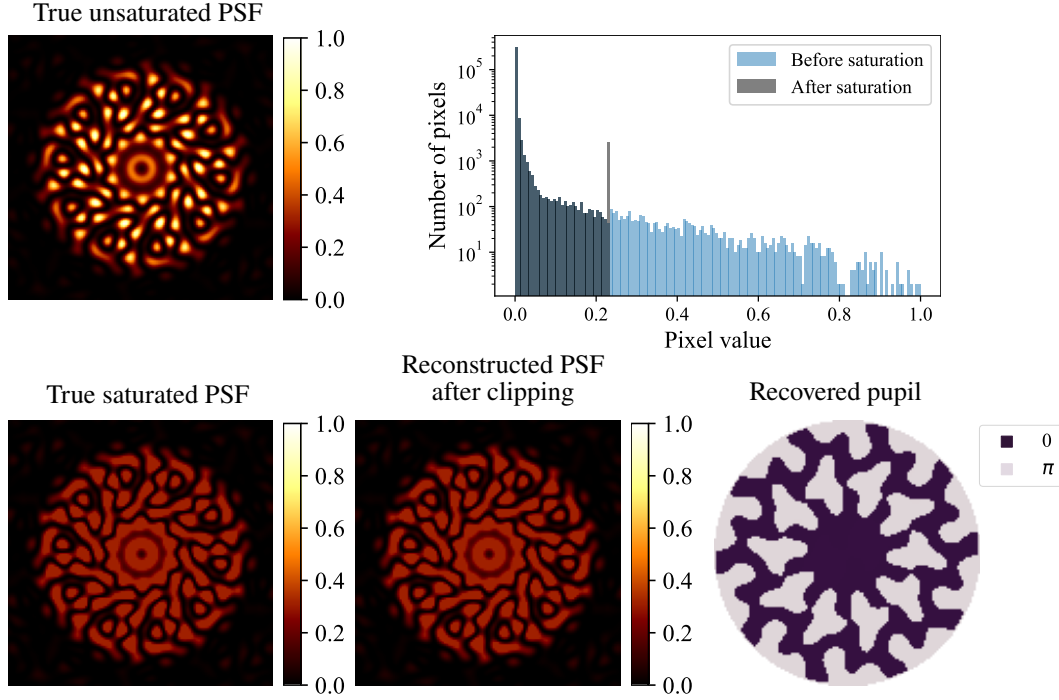 True unsaturated PSF
1.0
0.8
0.6
0.4
0.2
0.0
Number of pixels
10^5
10^4
10^3
10^2
10^1
Before saturation
After saturation
0.0 0.2 0.4 0.6 0.8 1.0
Pixel value
True saturated PSF
1.0
0.8
0.6
0.4
0.2
0.0
Reconstructed PSF
after clipping
1.0
0.8
0.6
0.4
0.2
0.0
Recovered pupil
0
π